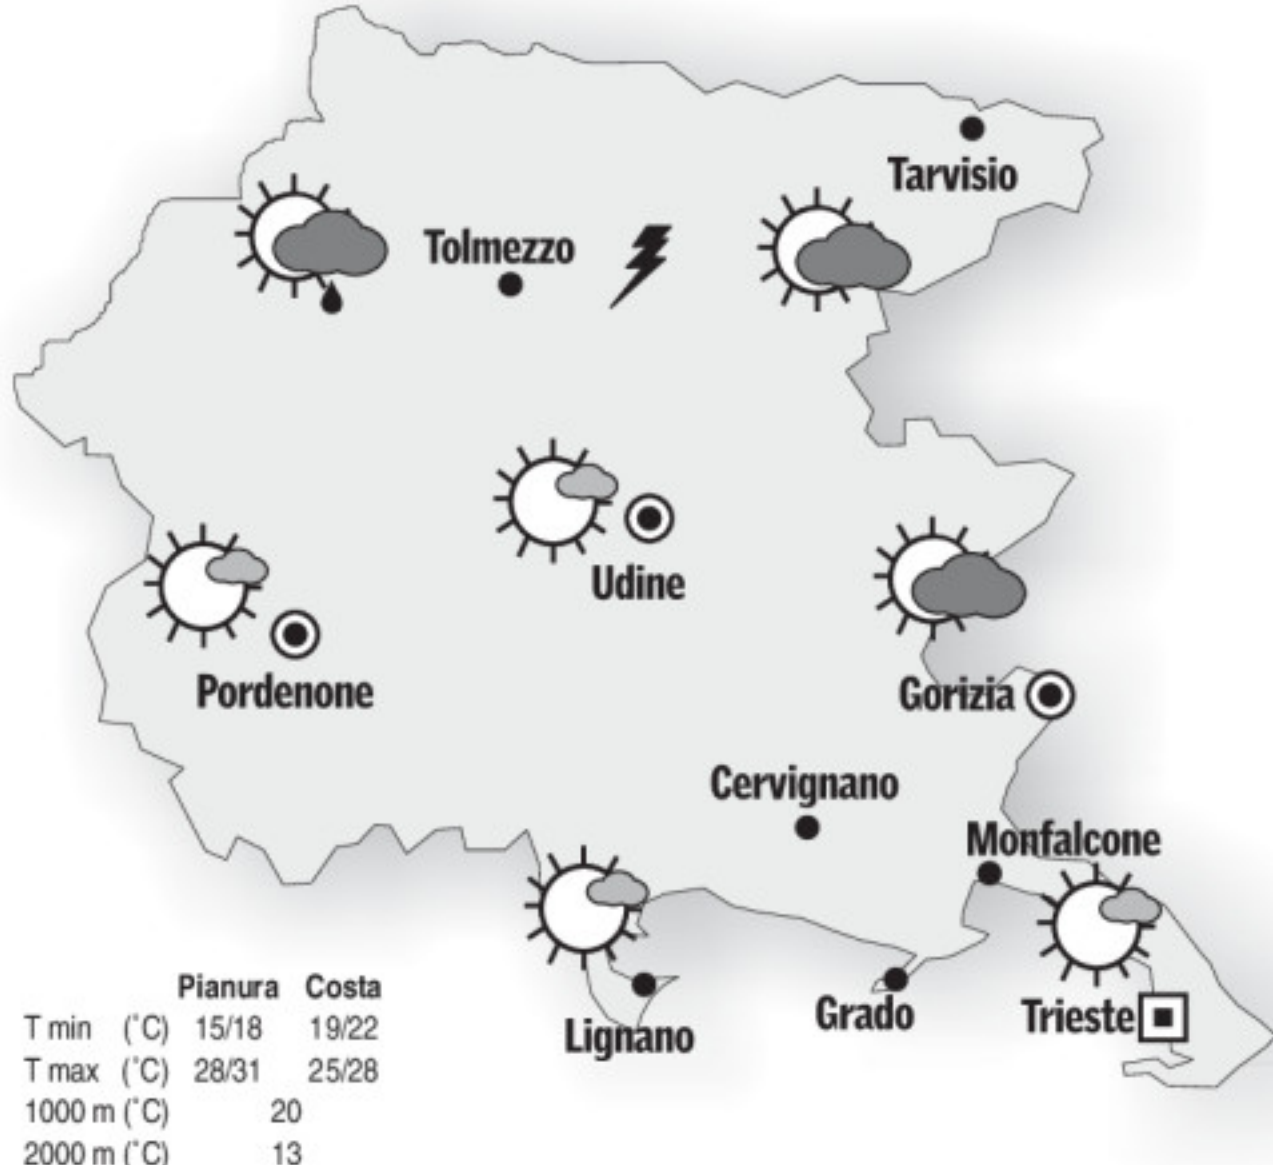 Tarvisio
Tolmezzo
Udine
Pordenone
Gorizia
Cervignano
Monfalcone
Grado
Trieste
Lignano
Pianura Costa
T min (°C) 15/18 19/22
T max (°C) 28/31 25/28
1000 m (°C) 20
2000 m (°C) 13